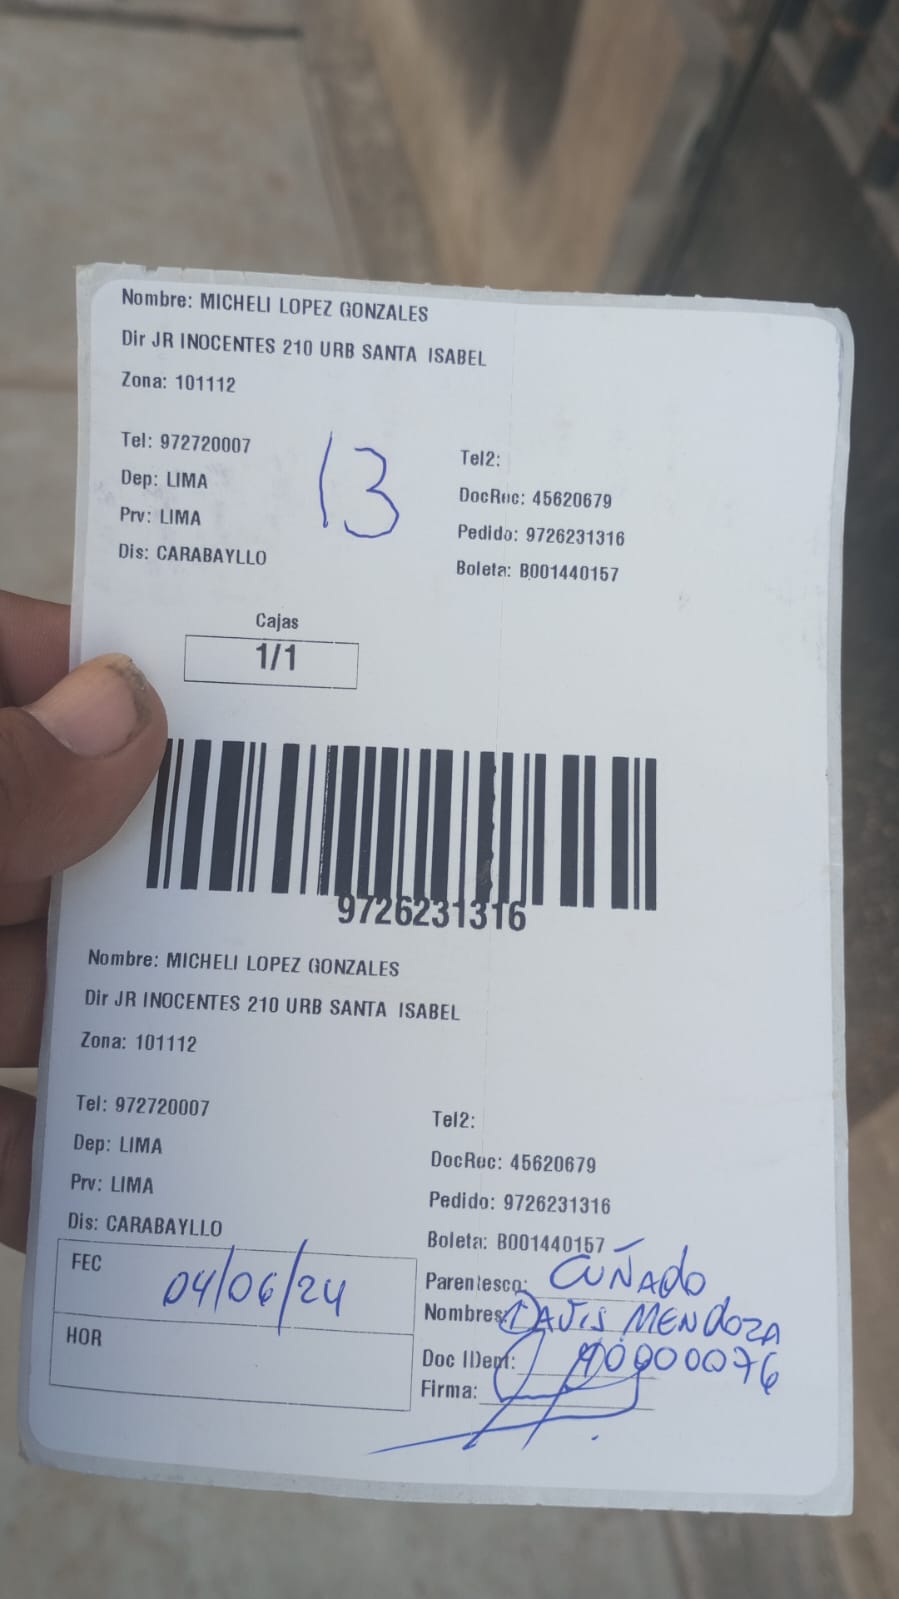 Nombre: MICHELI LOPEZ GONZALES
Dir JR INOCENTES 210 URB SANTA ISABEL
Zona: 101112
Tel: 972720007
Dep: LIMA
Prv: LIMA
Dis: CARABAYLLO
13
Tel2:
DocRec: 45620679
Pedido: 9726231316
Boleta: B001440157
Cajas
1/1
9726231316
Nombre: MICHELI LOPEZ GONZALES
Dir JR INOCENTES 210 URB SANTA ISABEL
Zona: 101112
Tel: 972720007
Dep: LIMA
Prv: LIMA
Dis: CARABAYLLO
Tel2:
DocRec: 45620679
Pedido: 9726231316
Boleta: B001440157
FEC 04/06/24
HOR
Parentesco: CUÑADO
Nombres: DAVIS MENDOZA
Doc IDent:
Firma: